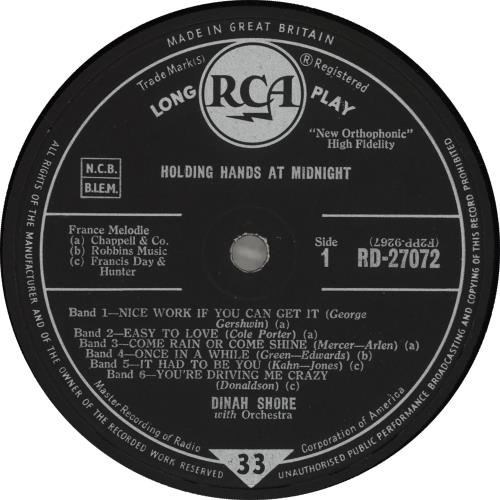 MADE IN GREAT BRITAIN
Trade Mark(s) ® Registered
LONG RCA PLAY
"New Orthophonic"
High Fidelity
N.C.B.
B.I.E.M.
HOLDING HANDS AT MIDNIGHT
France Melodie
(a) Chappell & Co.
(b) Robbins Music
(c) Francis Day &
Hunter
Side
1
(F2PP-9267)
RD-27072
Band 1—NICE WORK IF YOU CAN GET IT (George
Gershwin) (a)
Band 2—EASY TO LOVE (Cole Porter) (a)
Band 3—COME RAIN OR COME SHINE (Mercer-Arlen) (a)
Band 4—ONCE IN A WHILE (Green-Edwards) (b)
Band 5—IT HAD TO BE YOU (Kahn-Jones) (c)
Band 6—YOU'RE DRIVING ME CRAZY
(Donaldson) (c)
DINAH SHORE
with Orchestra
Master Recording of Radio Corporation of America
33
ALL RIGHTS OF THE MANUFACTURER AND OF THE OWNER OF THE RECORDED WORK RESERVED
UNAUTHORISED PUBLIC PERFORMANCE BROADCASTING AND COPYING OF THIS RECORD PROHIBITED